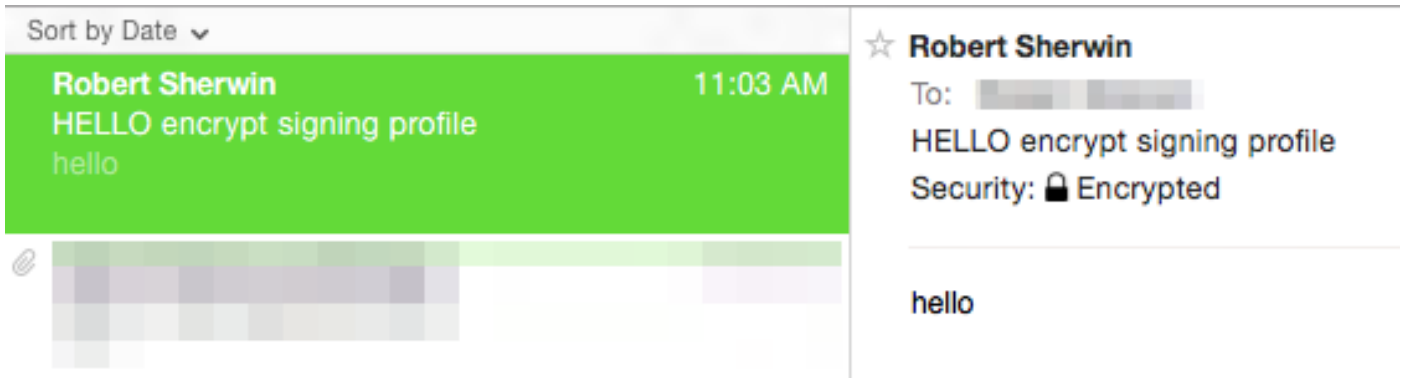 Sort by Date
Robert Sherwin 11:03 AM
HELLO encrypt signing profile
hello
Robert Sherwin
To:
HELLO encrypt signing profile
Security: Encrypted
hello